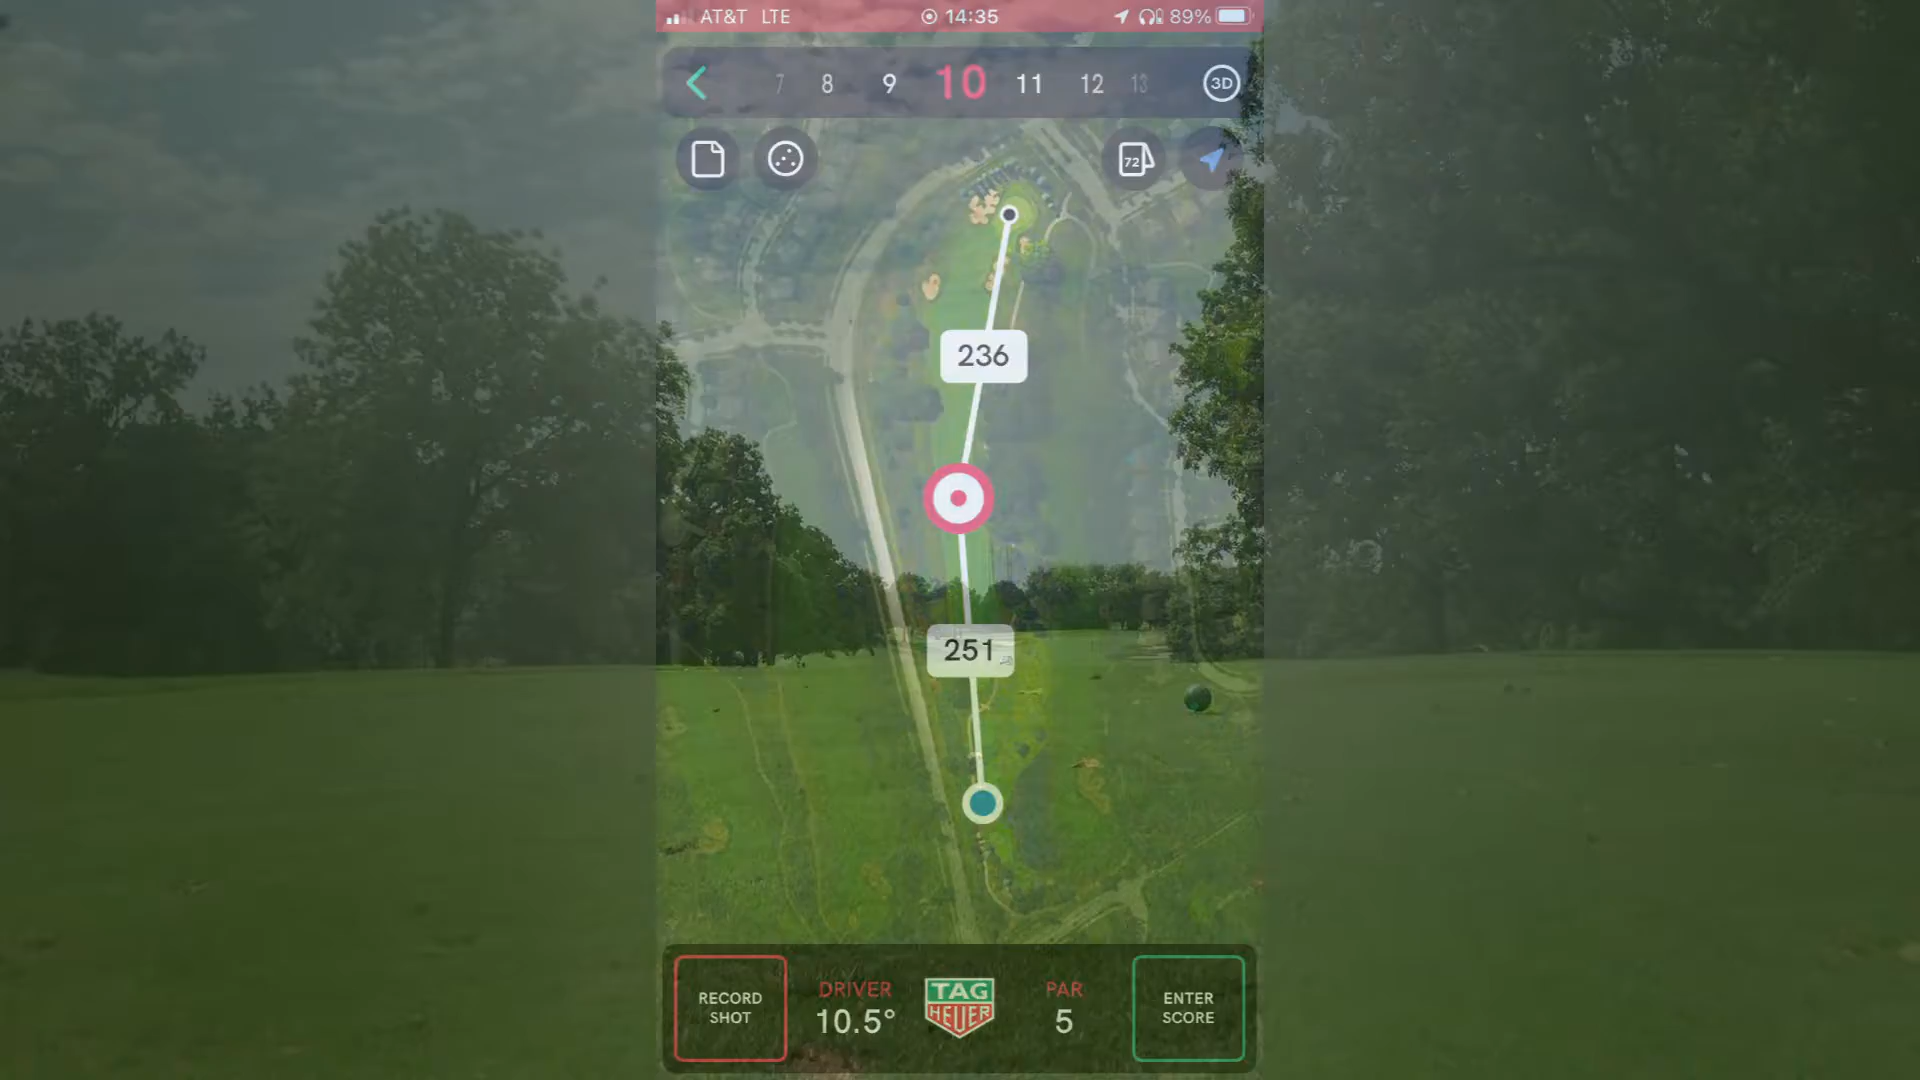 AT&T LTE 14:35 89%
7 8 9 10 11 12 13 3D
72
236
251
RECORD
SHOT
DRIVER
10.5°
TAG
HEUER
PAR
5
ENTER
SCORE